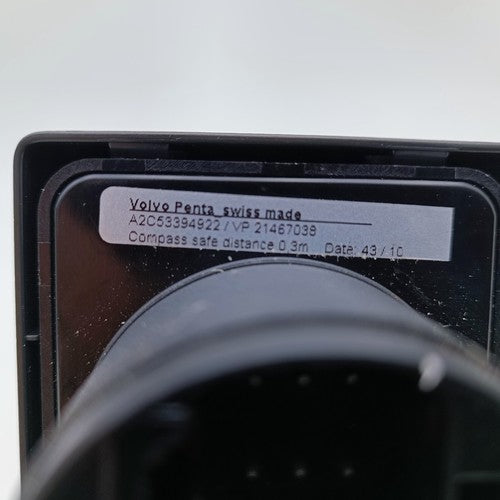 Volvo Penta swiss made
A2C53394922 / VP 21467038
Compass safe distance 0,3m Date: 43 / 10